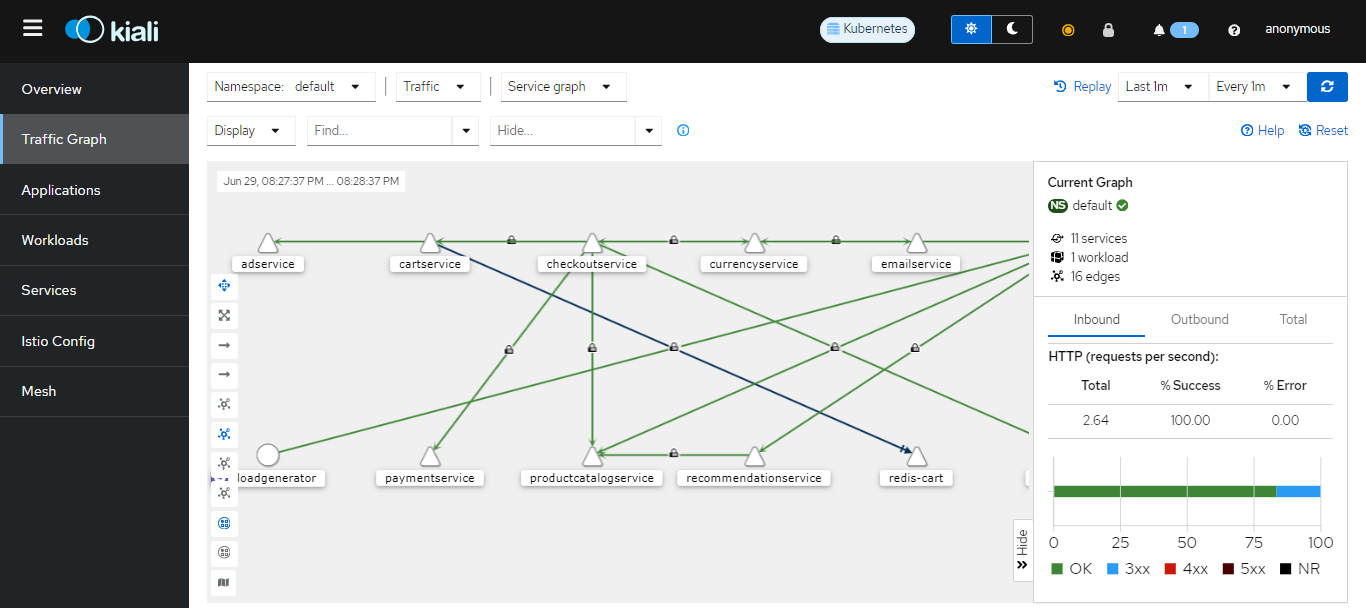 kiali
Kubernetes
1
anonymous
Overview
Traffic Graph
Applications
Workloads
Services
Istio Config
Mesh
Namespace: default
Traffic
Service graph
Replay
Last 1m
Every 1m
Display
Find...
Hide...
Help
Reset
Jun 29, 08:27:37 PM ... 08:28:37 PM
adservice
cartservice
checkoutservice
currencyservice
emailservice
loadgenerator
paymentservice
productcatalogservice
recommendationservice
redis-cart
Hide
Current Graph
NS default
11 services
1 workload
16 edges
Inbound Outbound Total
HTTP (requests per second):
Total % Success % Error
2.64 100.00 0.00
0 25 50 75 100
OK 3xx 4xx 5xx NR